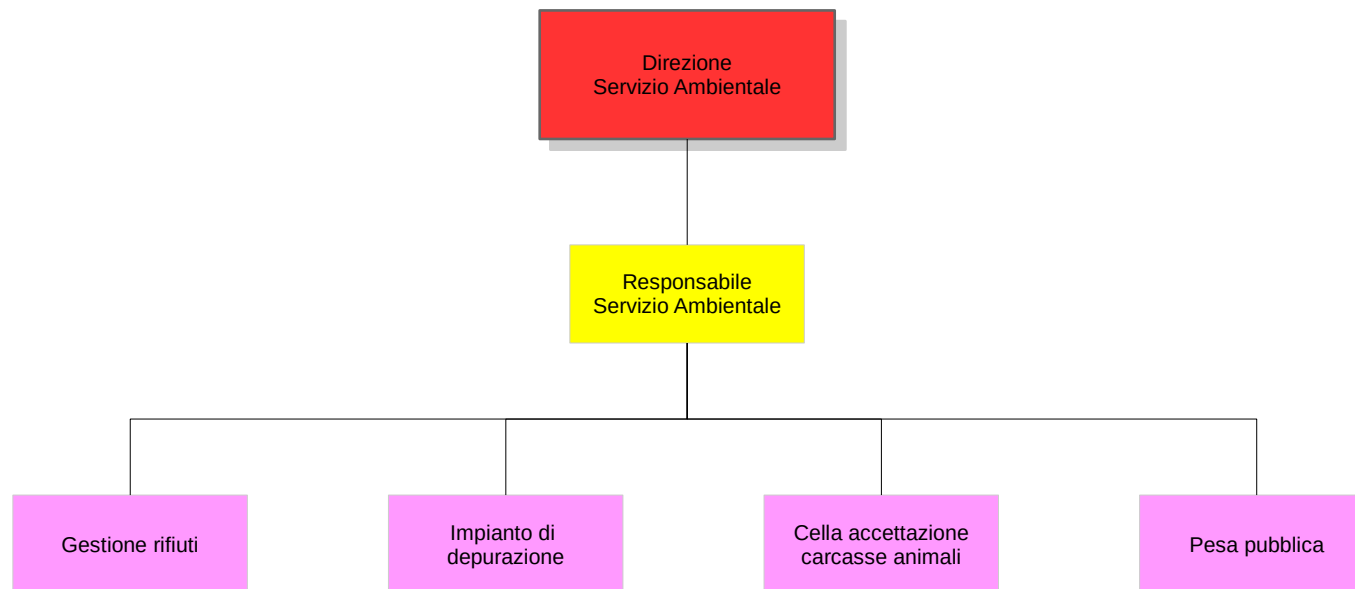 Direzione
Servizio Ambientale
Responsabile
Servizio Ambientale
Gestione rifiuti
Impianto di
depurazione
Cella accettazione
carcasse animali
Pesa pubblica